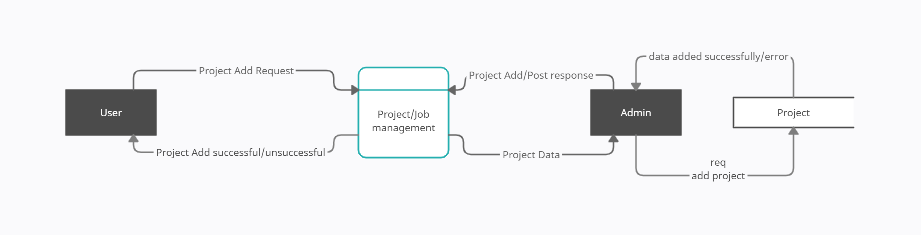 data added successfully/error
Project Add Request
Project Add/Post response
User
Project/Job
management
Admin
Project
Project Add successful/unsuccessful
Project Data
req
add project